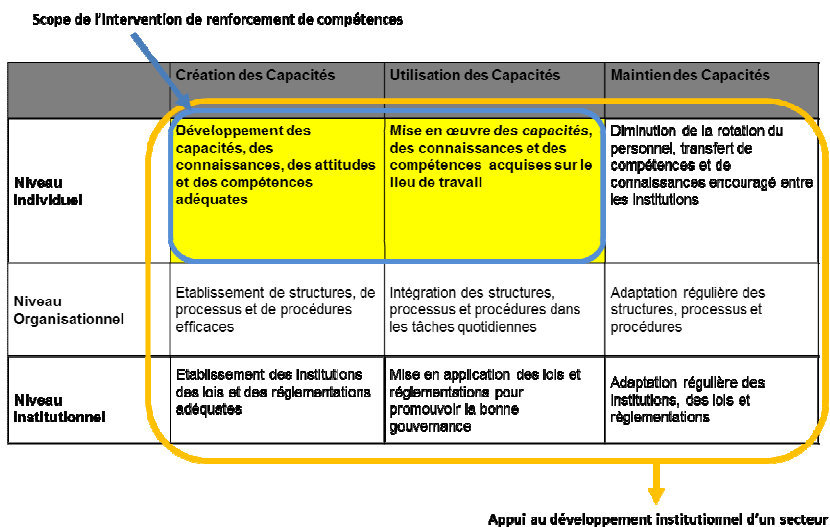 Scope de l'Intervention de renforcement de compétences
Création des Capacités
Utilisation des Capacités
Maintien des Capacités
Niveau
Individuel
Développement des
capacités, des
connaissances, des attitudes
et des compétences
adéquates
Mise en œuvre des capacités,
des connaissances et des
compétences acquises sur le
lieu de travail
Diminution de la rotation du
personnel, transfert de
compétences et de
connaissances encouragé entre
les Institutions
Niveau
Organisationnel
Etablissement de structures, de
processus et de procédures
efficaces
Intégration des structures,
processus et procédures dans
les tâches quotidiennes
Adaptation régulière des
structures, processus et
procédures
Niveau
Institutionnel
Etablissement des Institutions
des lois et des réglementations
adéquates
Mise en application des lois et
réglementations pour
promouvoir la bonne
gouvernance
Adaptation régulière des
Institutions, des lois et
règlementations
Appui au développement institutionnel d'un secteur